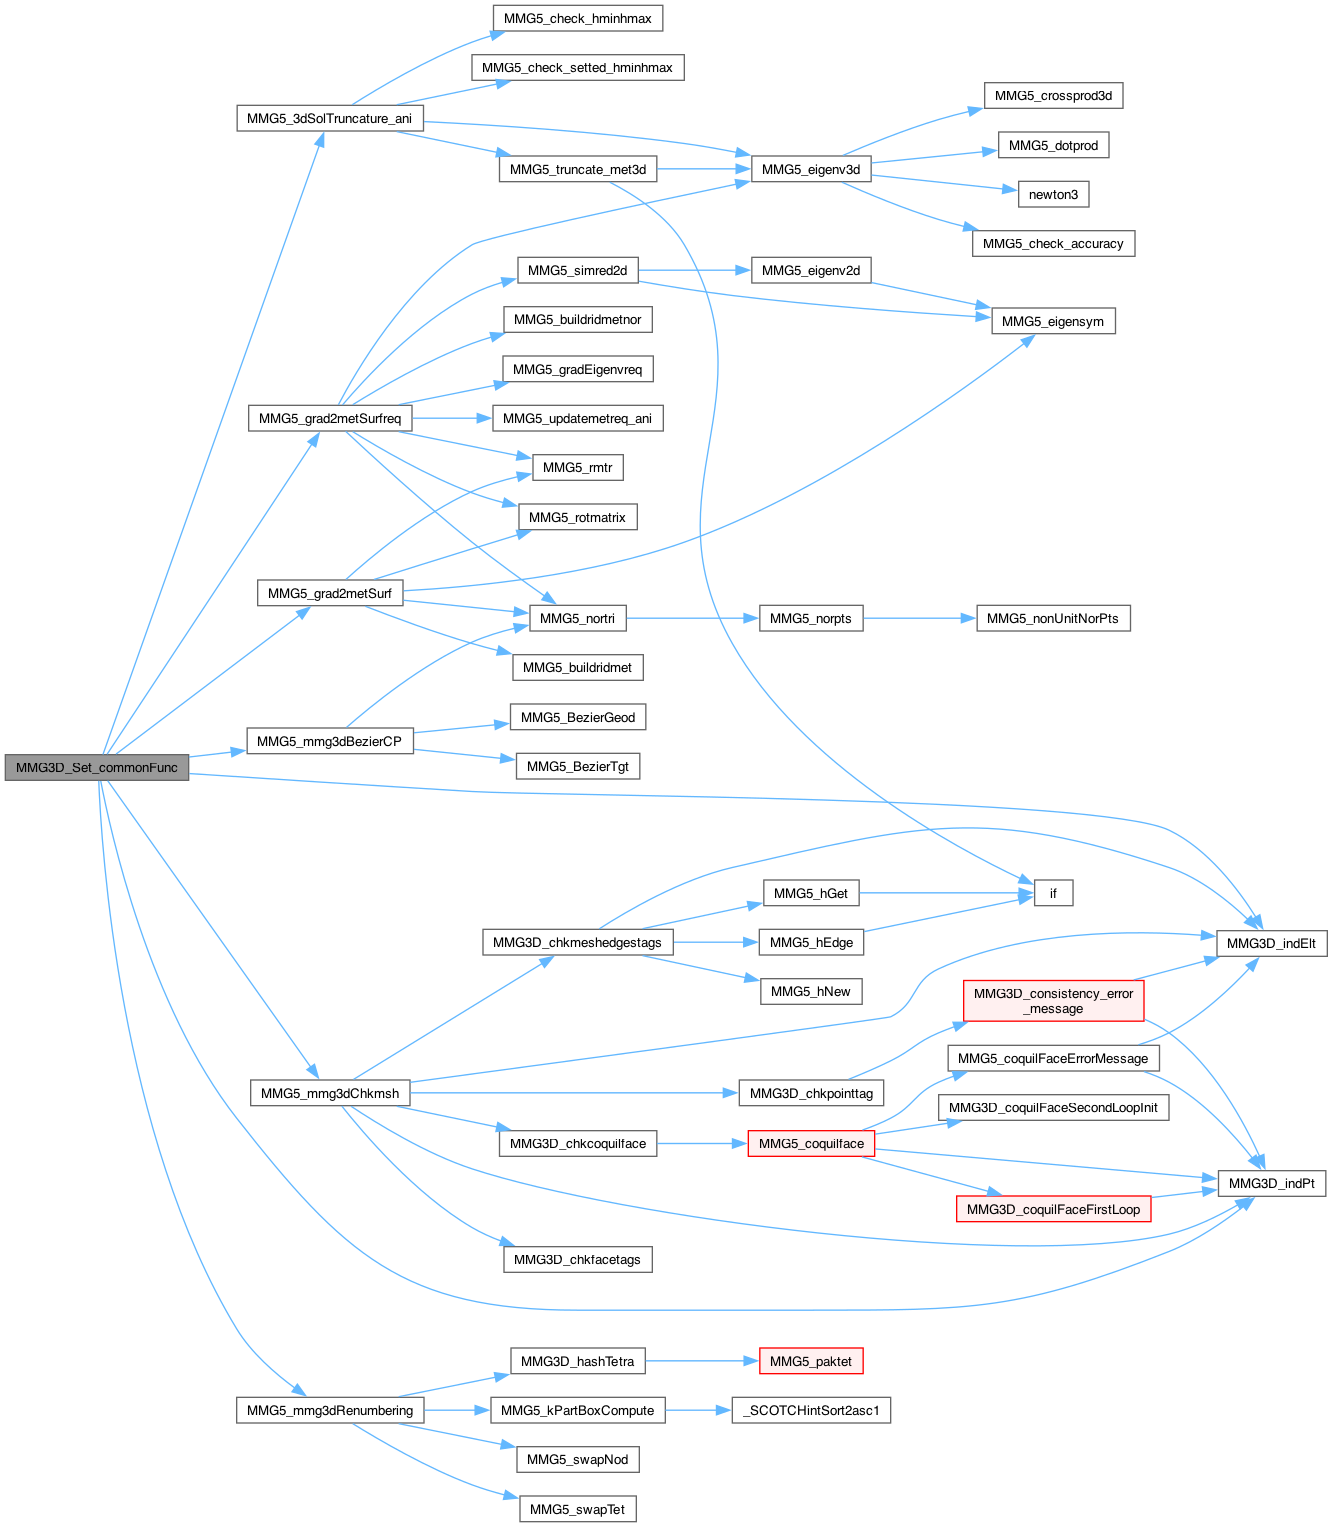 MMG5_check_hminhmax
MMG5_check_setted_hminhmax
MMG5_3dSolTruncature_ani
MMG5_crossprod3d
MMG5_dotprod
MMG5_truncate_met3d
MMG5_eigenv3d
newton3
MMG5_check_accuracy
MMG5_simred2d
MMG5_eigenv2d
MMG5_buildridmetnor
MMG5_eigensym
MMG5_gradEigenvreq
MMG5_grad2metSurfreq
MMG5_updatemetreq_ani
MMG5_rmtr
MMG5_rotmatrix
MMG5_grad2metSurf
MMG5_nortri
MMG5_norpts
MMG5_nonUnitNorPts
MMG5_buildridmet
MMG5_BezierGeod
MMG5_mmg3dBezierCP
MMG5_BezierTgt
MMG3D_Set_commonFunc
MMG5_hGet
if
MMG3D_chkmeshedgestags
MMG5_hEdge
MMG3D_indElt
MMG5_hNew
MMG3D_consistency_error
_message
MMG5_coquilFaceErrorMessage
MMG5_mmg3dChkmsh
MMG3D_chkpointtag
MMG3D_coquilFaceSecondLoopInit
MMG3D_chkcoquilface
MMG5_coquilface
MMG3D_indPt
MMG3D_coquilFaceFirstLoop
MMG3D_chkfacetags
MMG3D_hashTetra
MMG5_paktet
MMG5_mmg3dRenumbering
MMG5_kPartBoxCompute
_SCOTCHintSort2asc1
MMG5_swapNod
MMG5_swapTet